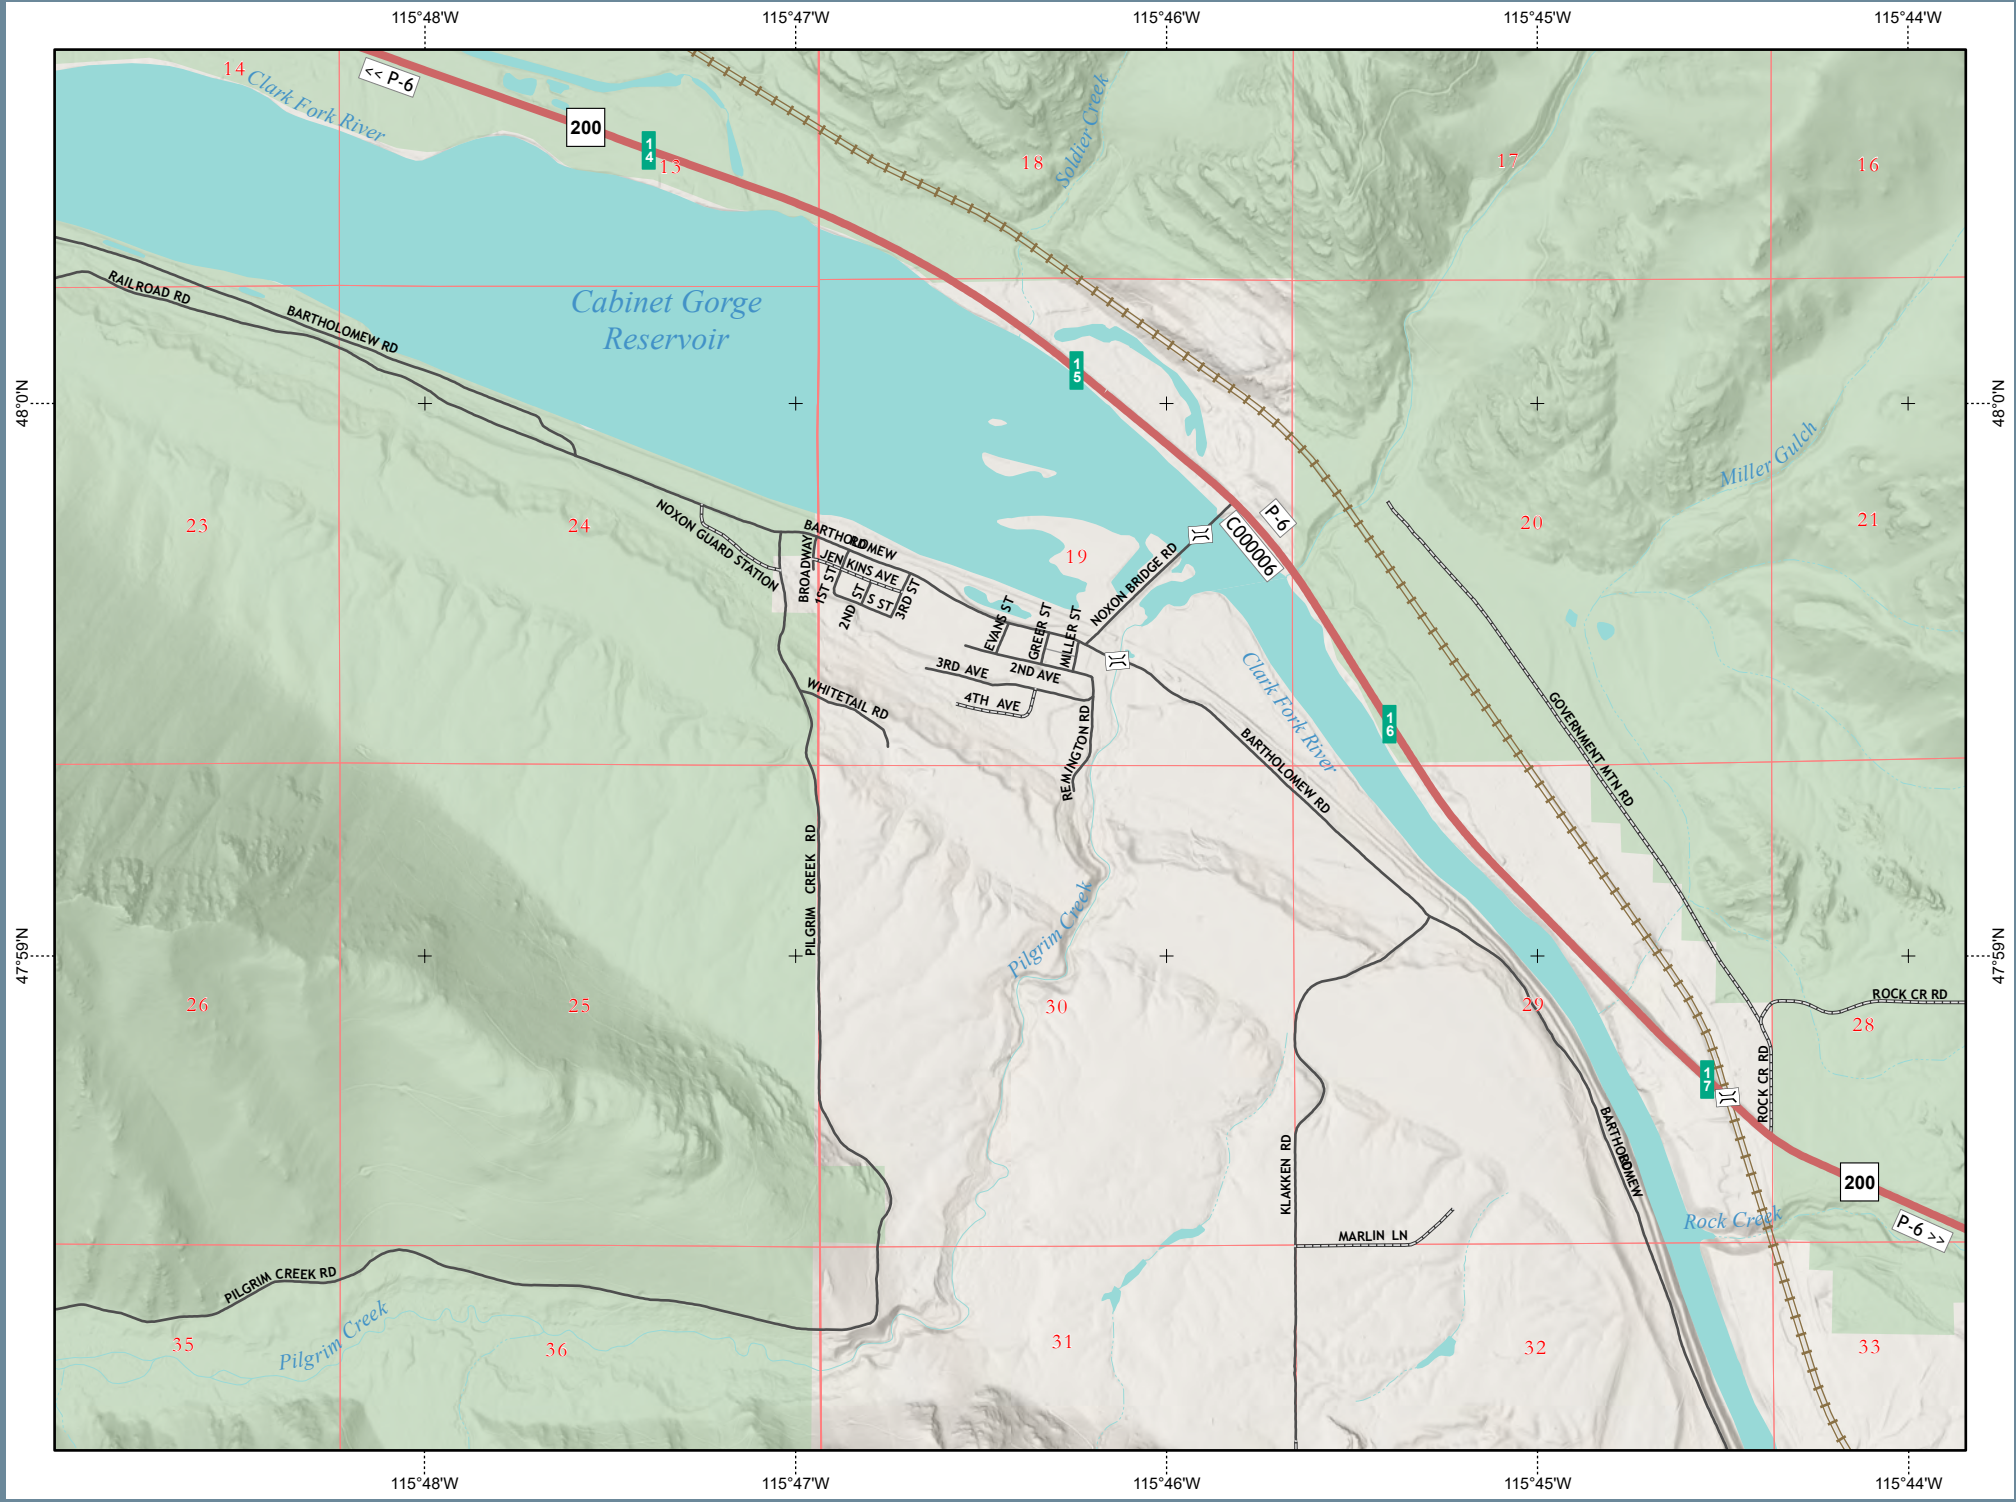 115°48'W
115°47'W
115°46'W
115°45'W
115°44'W
14
Clark Fork River
<< P-6
200
1
4
13
18
Soldier Creek
17
16
RAILROAD RD
BARTHOLOMEW RD
Cabinet Gorge
Reservoir
1
5
48°0'N
48°0'N
Miller Gulch
23
24
NOXON GUARD STATION
BROADWAY
BARTHOLOMEW
RD
JENKINS AVE
1ST ST
2ND ST
S ST
3RD ST
19
NOXON BRIDGE RD
P-6
C000006
20
21
EVANS ST
GREER ST
MILLER ST
3RD AVE
2ND AVE
4TH AVE
WHITETAIL RD
REMINGTON RD
Clark Fork River
1
6
BARTHOLOMEW RD
GOVERNMENT MTN RD
PILGRIM CREEK RD
Pilgrim Creek
47°59'N
47°59'N
26
25
30
29
28
ROCK CR RD
ROCK CR RD
1
7
KLAKKEN RD
BARTHOLOMEW
RD
200
P-6 >>
Rock Creek
MARLIN LN
PILGRIM CREEK RD
Pilgrim Creek
35
36
31
32
33
115°48'W
115°47'W
115°46'W
115°45'W
115°44'W